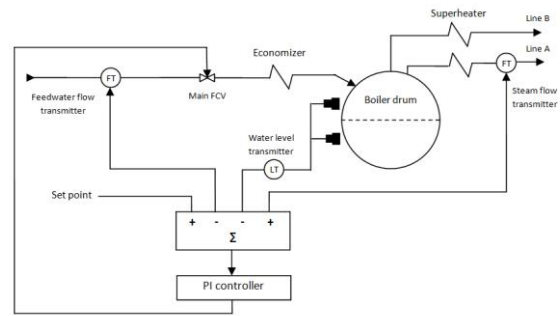 Superheater
Line B
Line A
Economizer
FT
FT
Feedwater flow
transmitter
Main FCV
Steam flow
transmitter
Boiler drum
Water level
transmitter
LT
Set point
+ - - +
Σ
PI controller